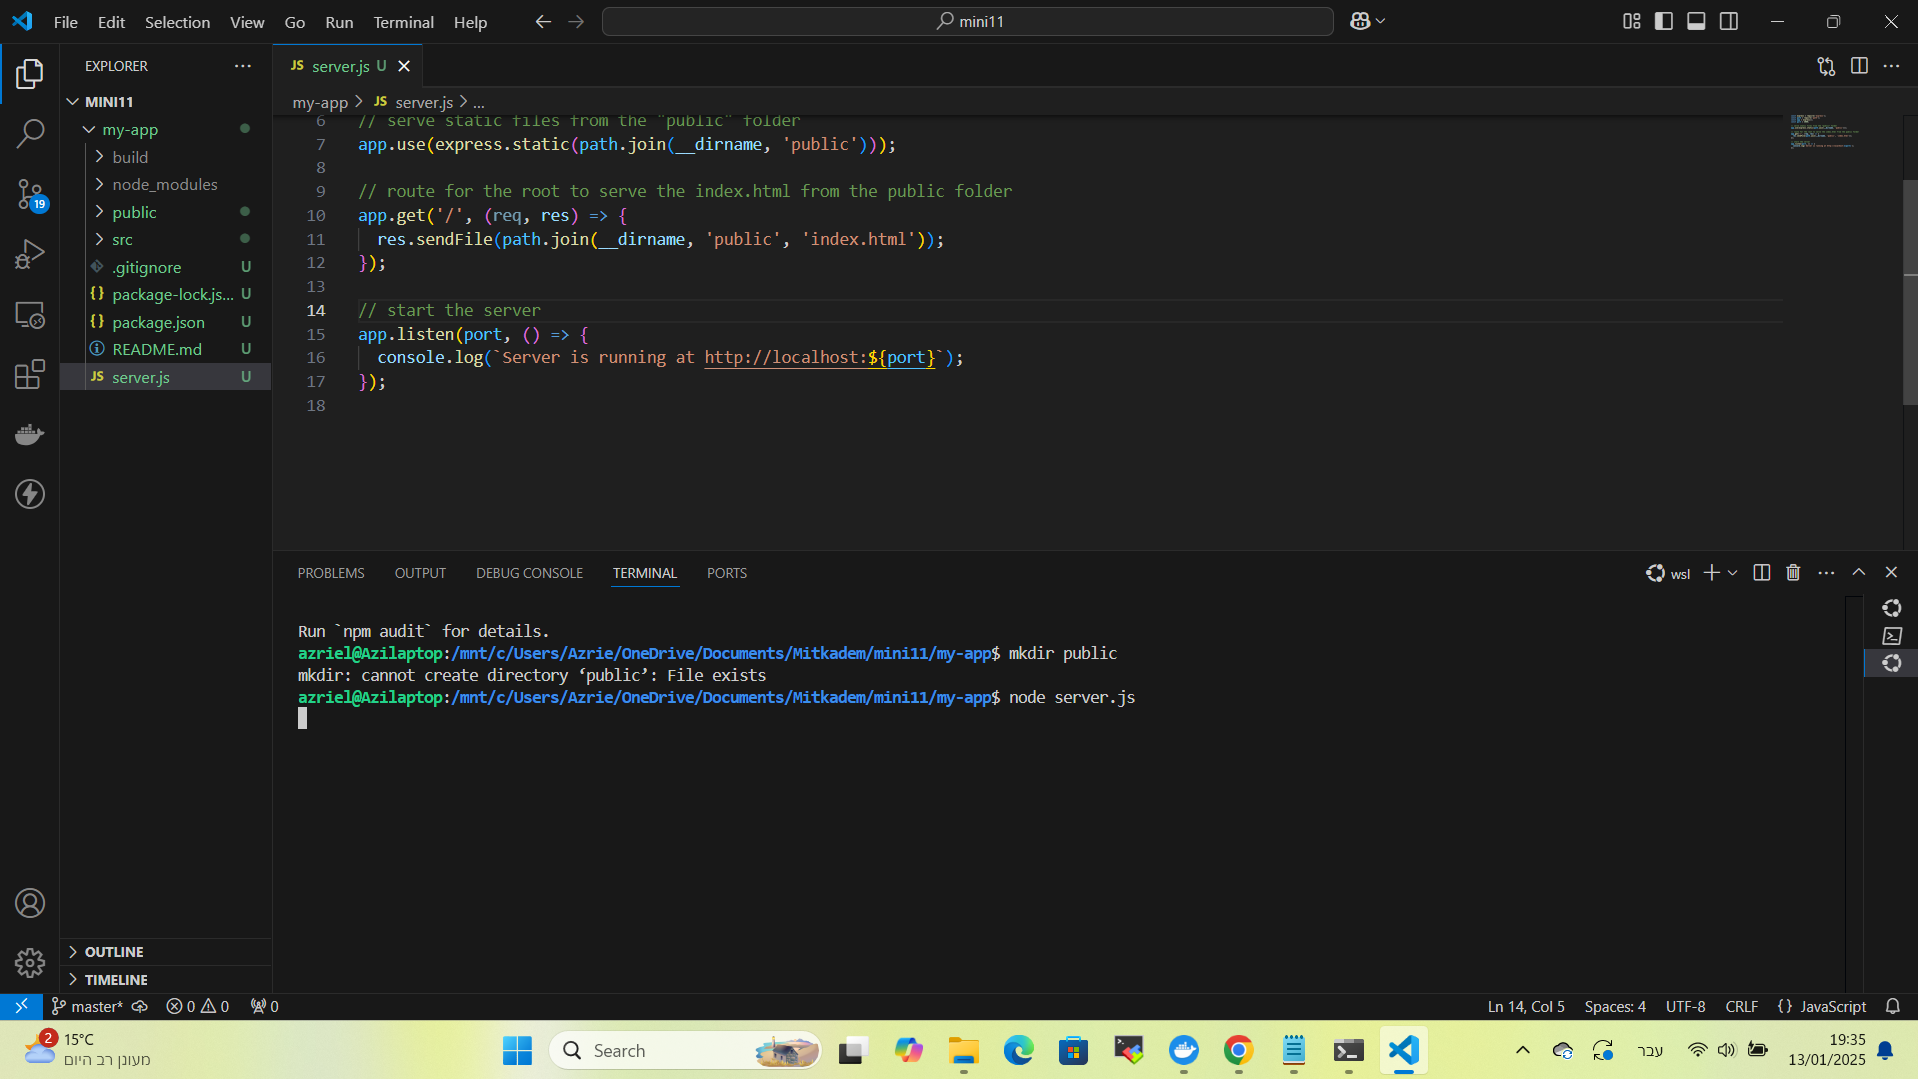 File Edit Selection View Go Run Terminal Help
mini11
EXPLORER
MINI11
my-app
build
node_modules
public
src
.gitignore U
package-lock.js... U
package.json U
README.md U
JS server.js U
OUTLINE
TIMELINE
19
JS server.js U
my-app > JS server.js > ...
6 // serve static files from the "public" folder
7 app.use(express.static(path.join(__dirname, 'public')));
8
9 // route for the root to serve the index.html from the public folder
10 app.get('/', (req, res) => {
11 res.sendFile(path.join(__dirname, 'public', 'index.html'));
12 });
13
14 // start the server
15 app.listen(port, () => {
16 console.log(`Server is running at http://localhost:${port}`);
17 });
18
PROBLEMS OUTPUT DEBUG CONSOLE TERMINAL PORTS
wsl
Run `npm audit` for details.
azriel@Azilaptop:/mnt/c/Users/Azrie/OneDrive/Documents/Mitkadem/mini11/my-app$ mkdir public
mkdir: cannot create directory ‘public’: File exists
azriel@Azilaptop:/mnt/c/Users/Azrie/OneDrive/Documents/Mitkadem/mini11/my-app$ node server.js
master* 0 0 0
Ln 14, Col 5 Spaces: 4 UTF-8 CRLF {} JavaScript
2
15°C
מעונן רב היום
Search
עבר
19:35
13/01/2025